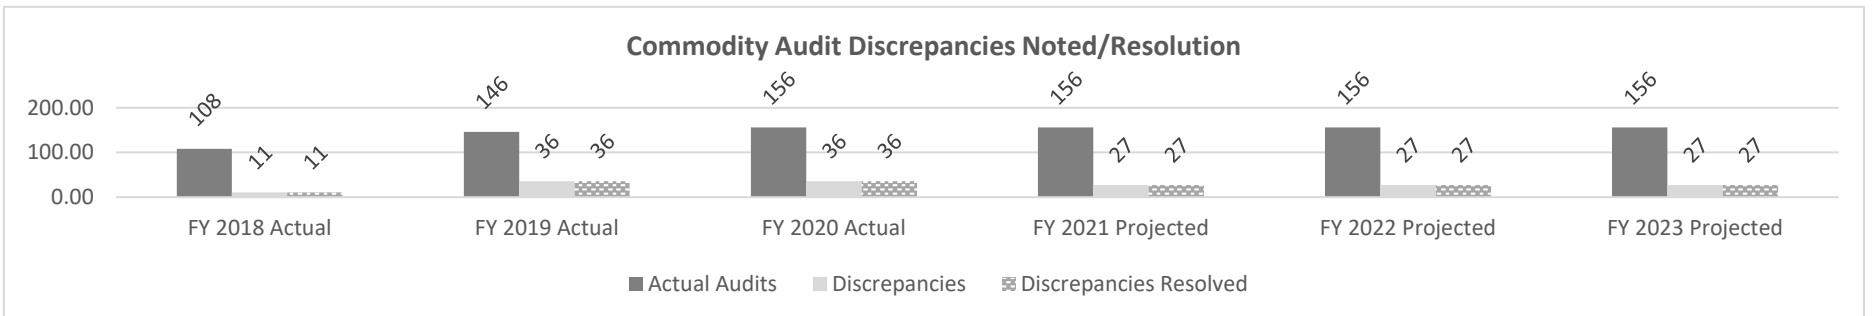 Commodity Audit Discrepancies Noted/Resolution
200.00
100.00
0.00
108
11
11
146
36
36
156
36
36
156
27
27
156
27
27
156
27
27
FY 2018 Actual
FY 2019 Actual
FY 2020 Actual
FY 2021 Projected
FY 2022 Projected
FY 2023 Projected
Actual Audits
Discrepancies
Discrepancies Resolved